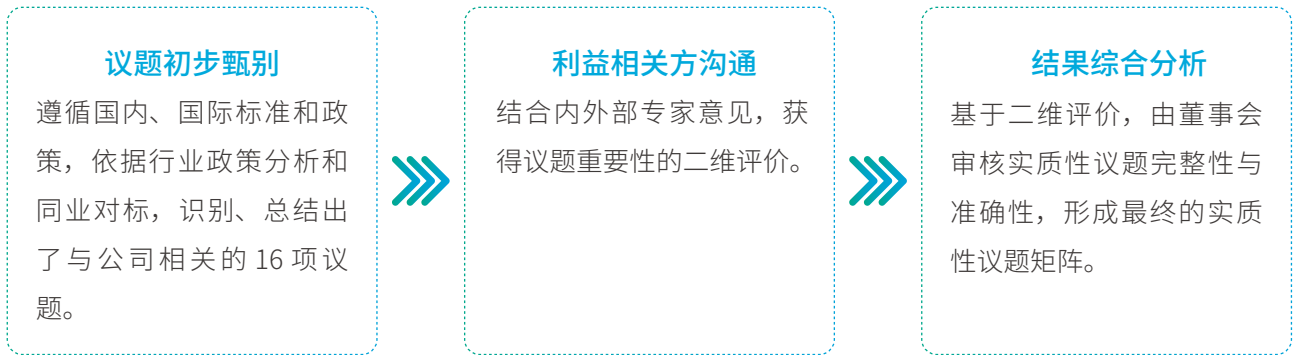 议题初步甄别
遵循国内、国际标准和政
策，依据行业政策分析和
同业对标，识别、总结出
了与公司相关的 16 项议
题。
利益相关方沟通
结合内外部专家意见，获
得议题重要性的二维评价。
结果综合分析
基于二维评价，由董事会
审核实质性议题完整性与
准确性，形成最终的实质
性议题矩阵。